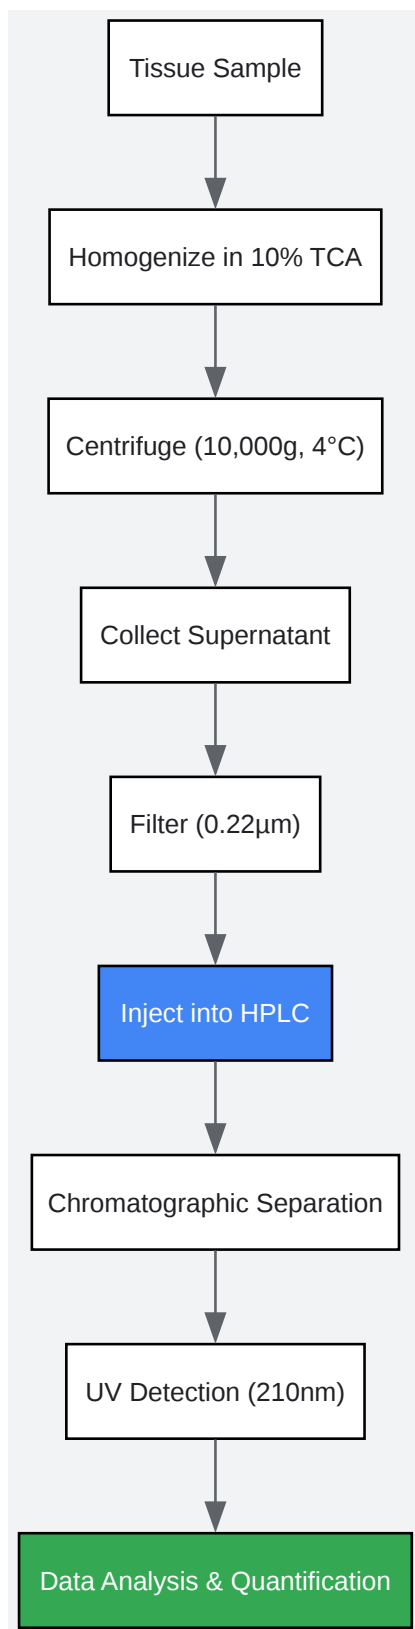 Tissue Sample
Homogenize in 10% TCA
Centrifuge (10,000g, 4°C)
Collect Supernatant
Filter (0.22µm)
Inject into HPLC
Chromatographic Separation
UV Detection (210nm)
Data Analysis & Quantification